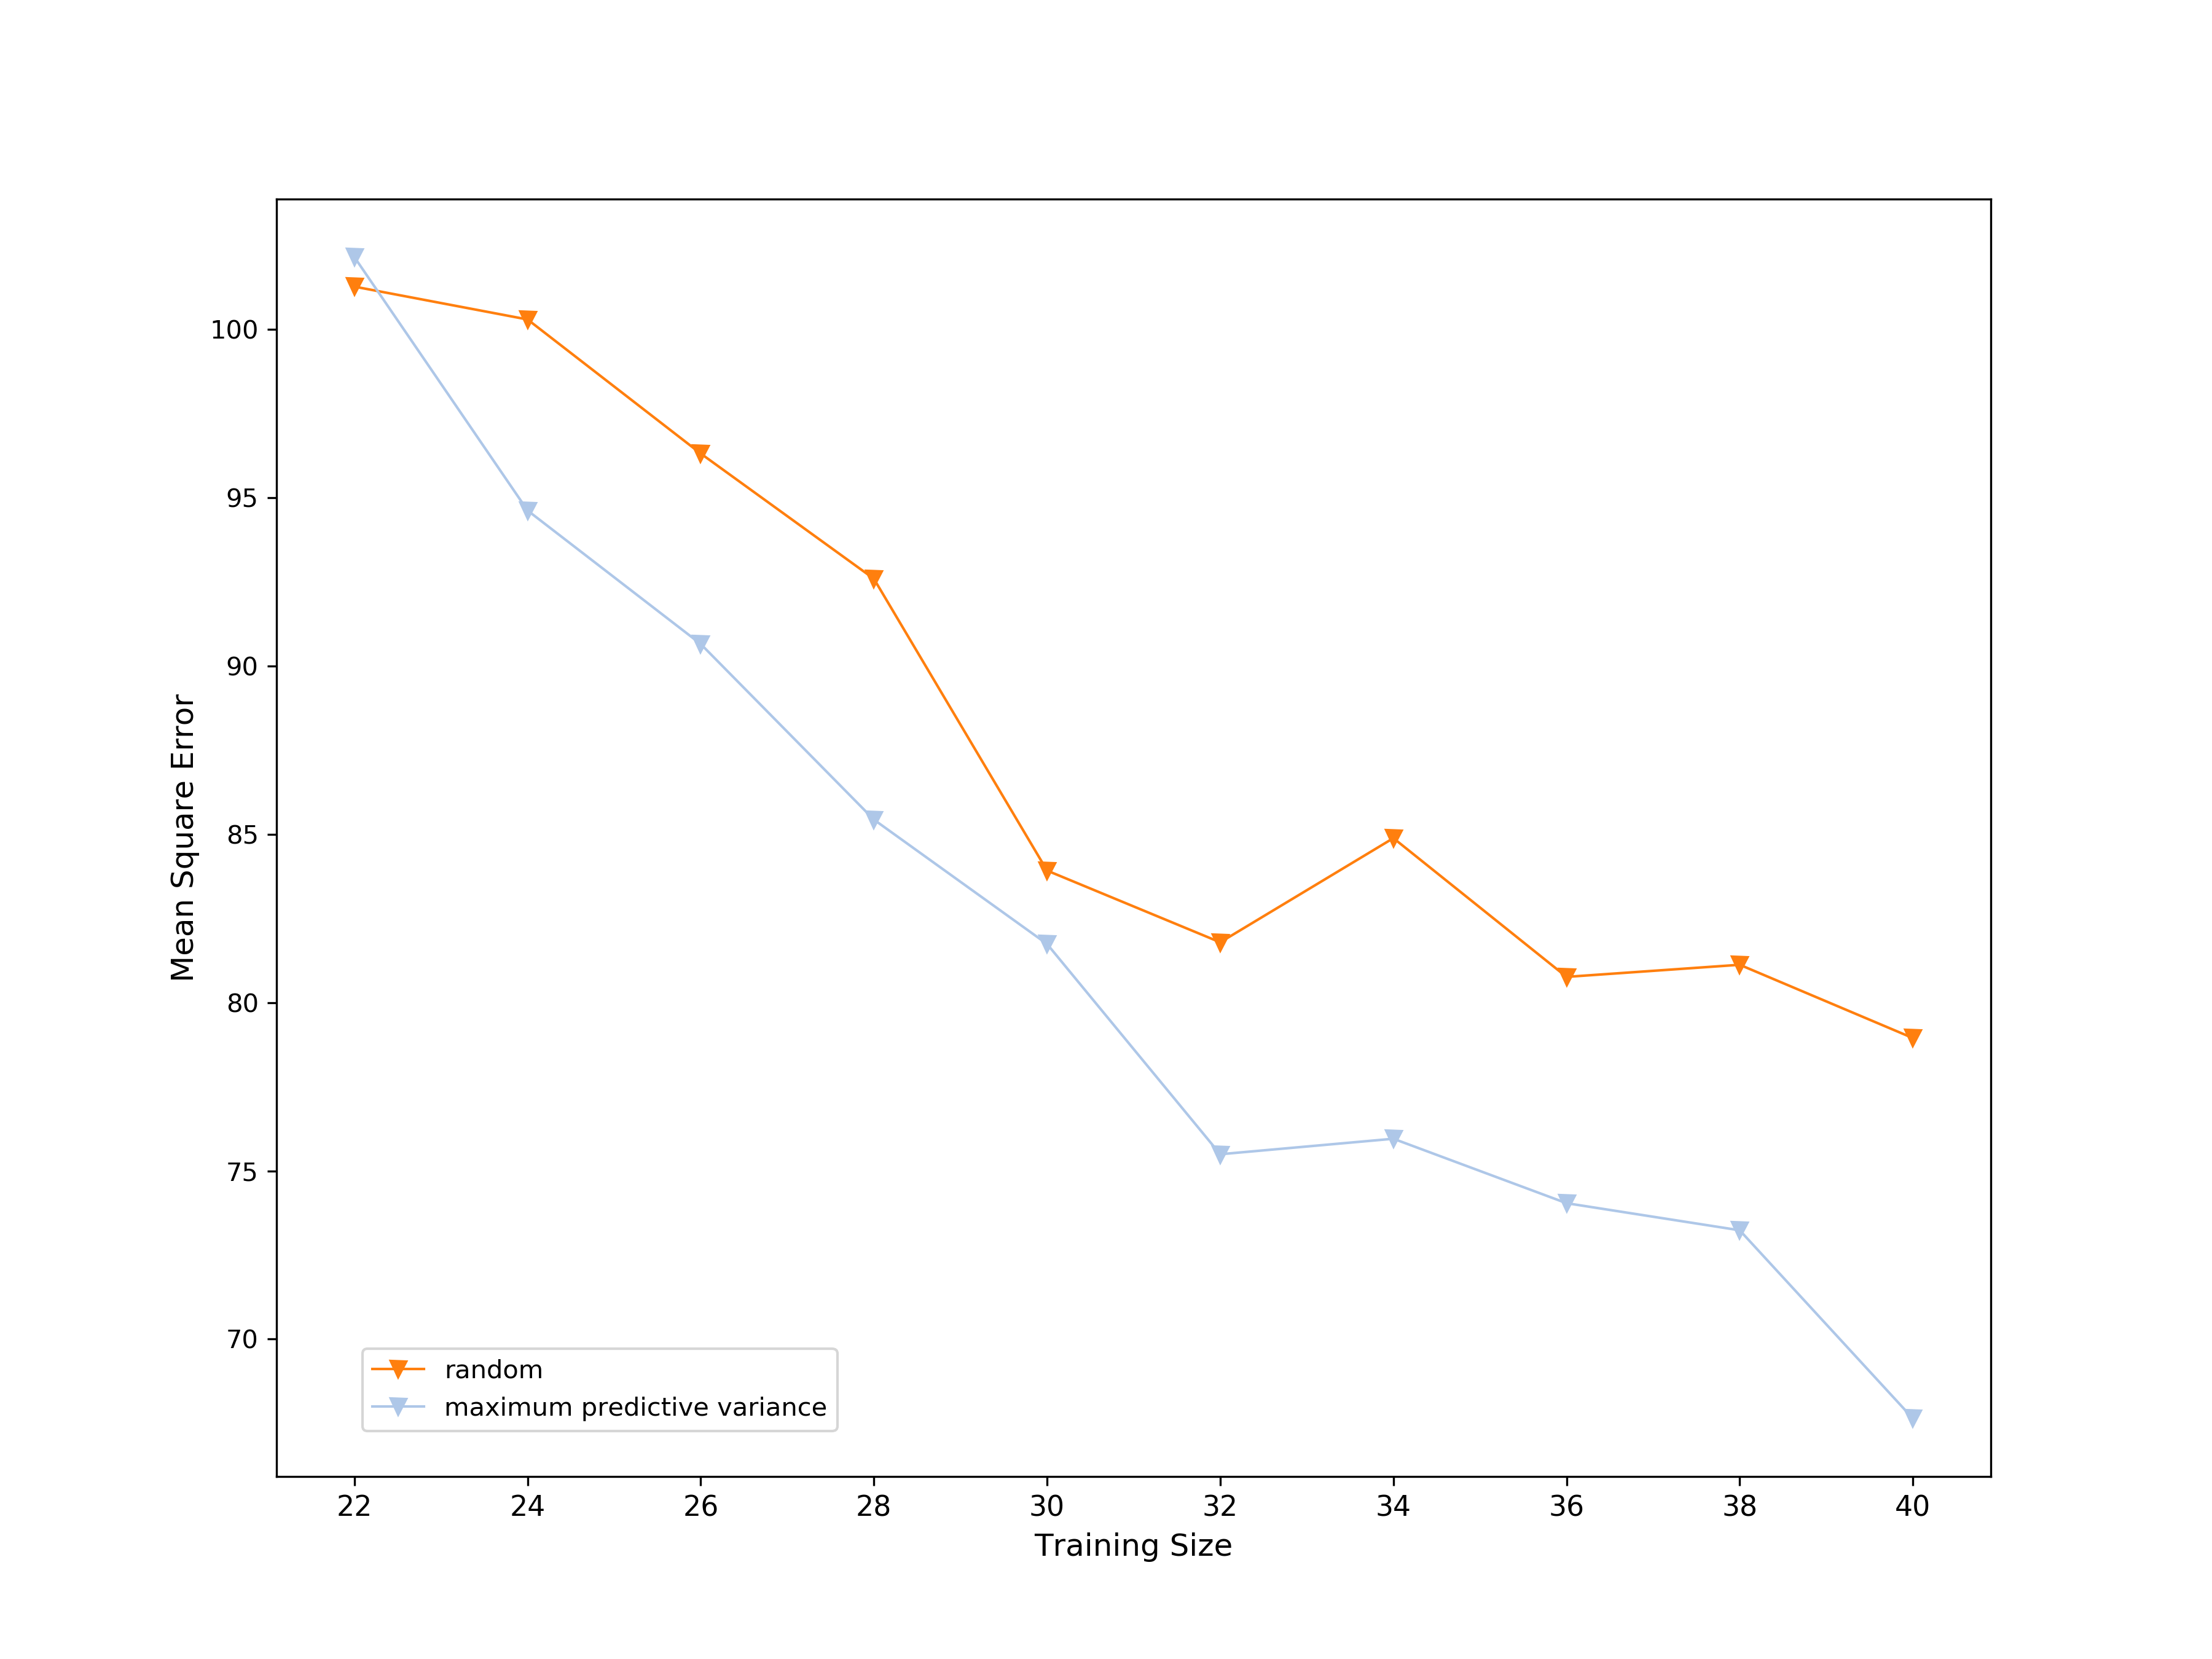 100
95
90
85
80
75
70
Mean Square Error
random
maximum predictive variance
22 24 26 28 30 32 34 36 38 40
Training Size